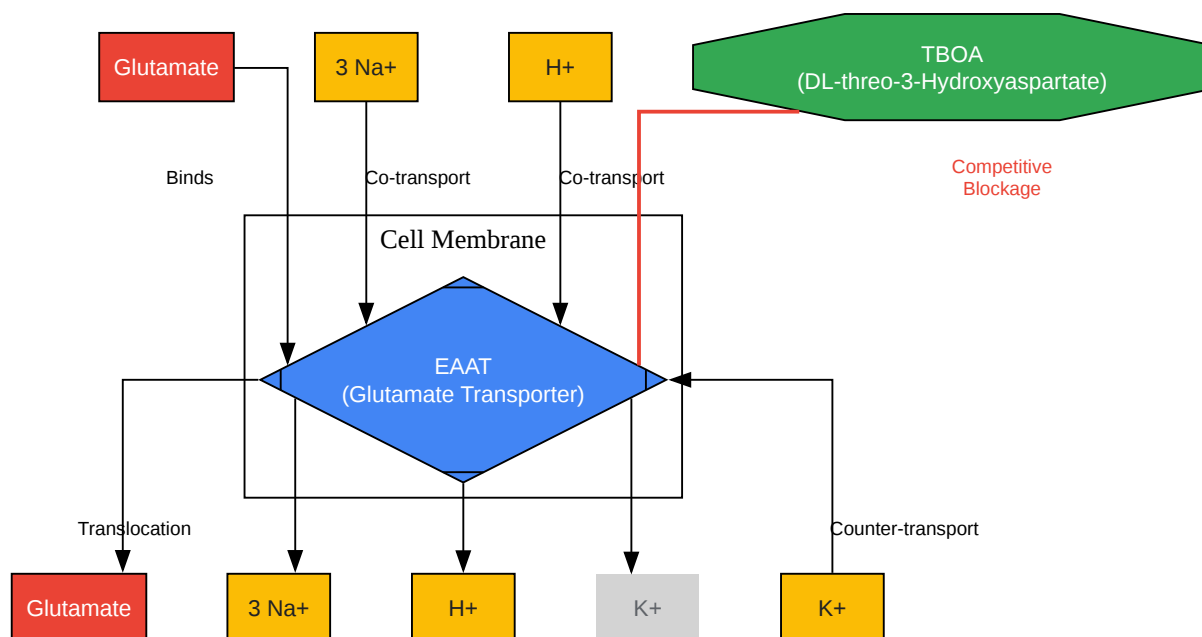 Glutamate
3 Na+
H+
TBOA
(DL-threo-3-Hydroxyaspartate)
Binds
Co-transport
Co-transport
Competitive
Blockage
Cell Membrane
EAAT
(Glutamate Transporter)
Translocation
Counter-transport
Glutamate
3 Na+
H+
K+
K+